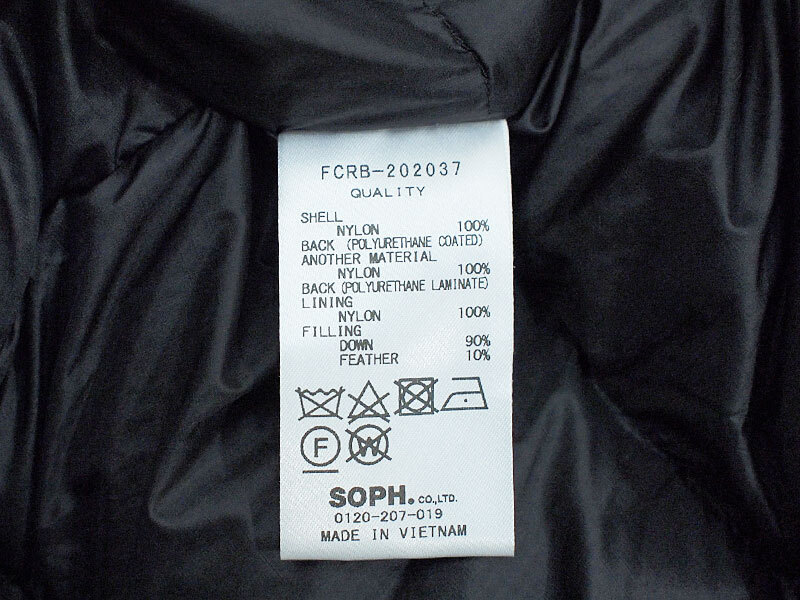 FCRB-202037
QUALITY
SHELL
NYLON 100%
BACK (POLYURETHANE COATED)
ANOTHER MATERIAL
NYLON 100%
BACK (POLYURETHANE LAMINATE)
LINING
NYLON 100%
FILLING
DOWN 90%
FEATHER 10%
F W
SOPH. CO.,LTD.
0120-207-019
MADE IN VIETNAM